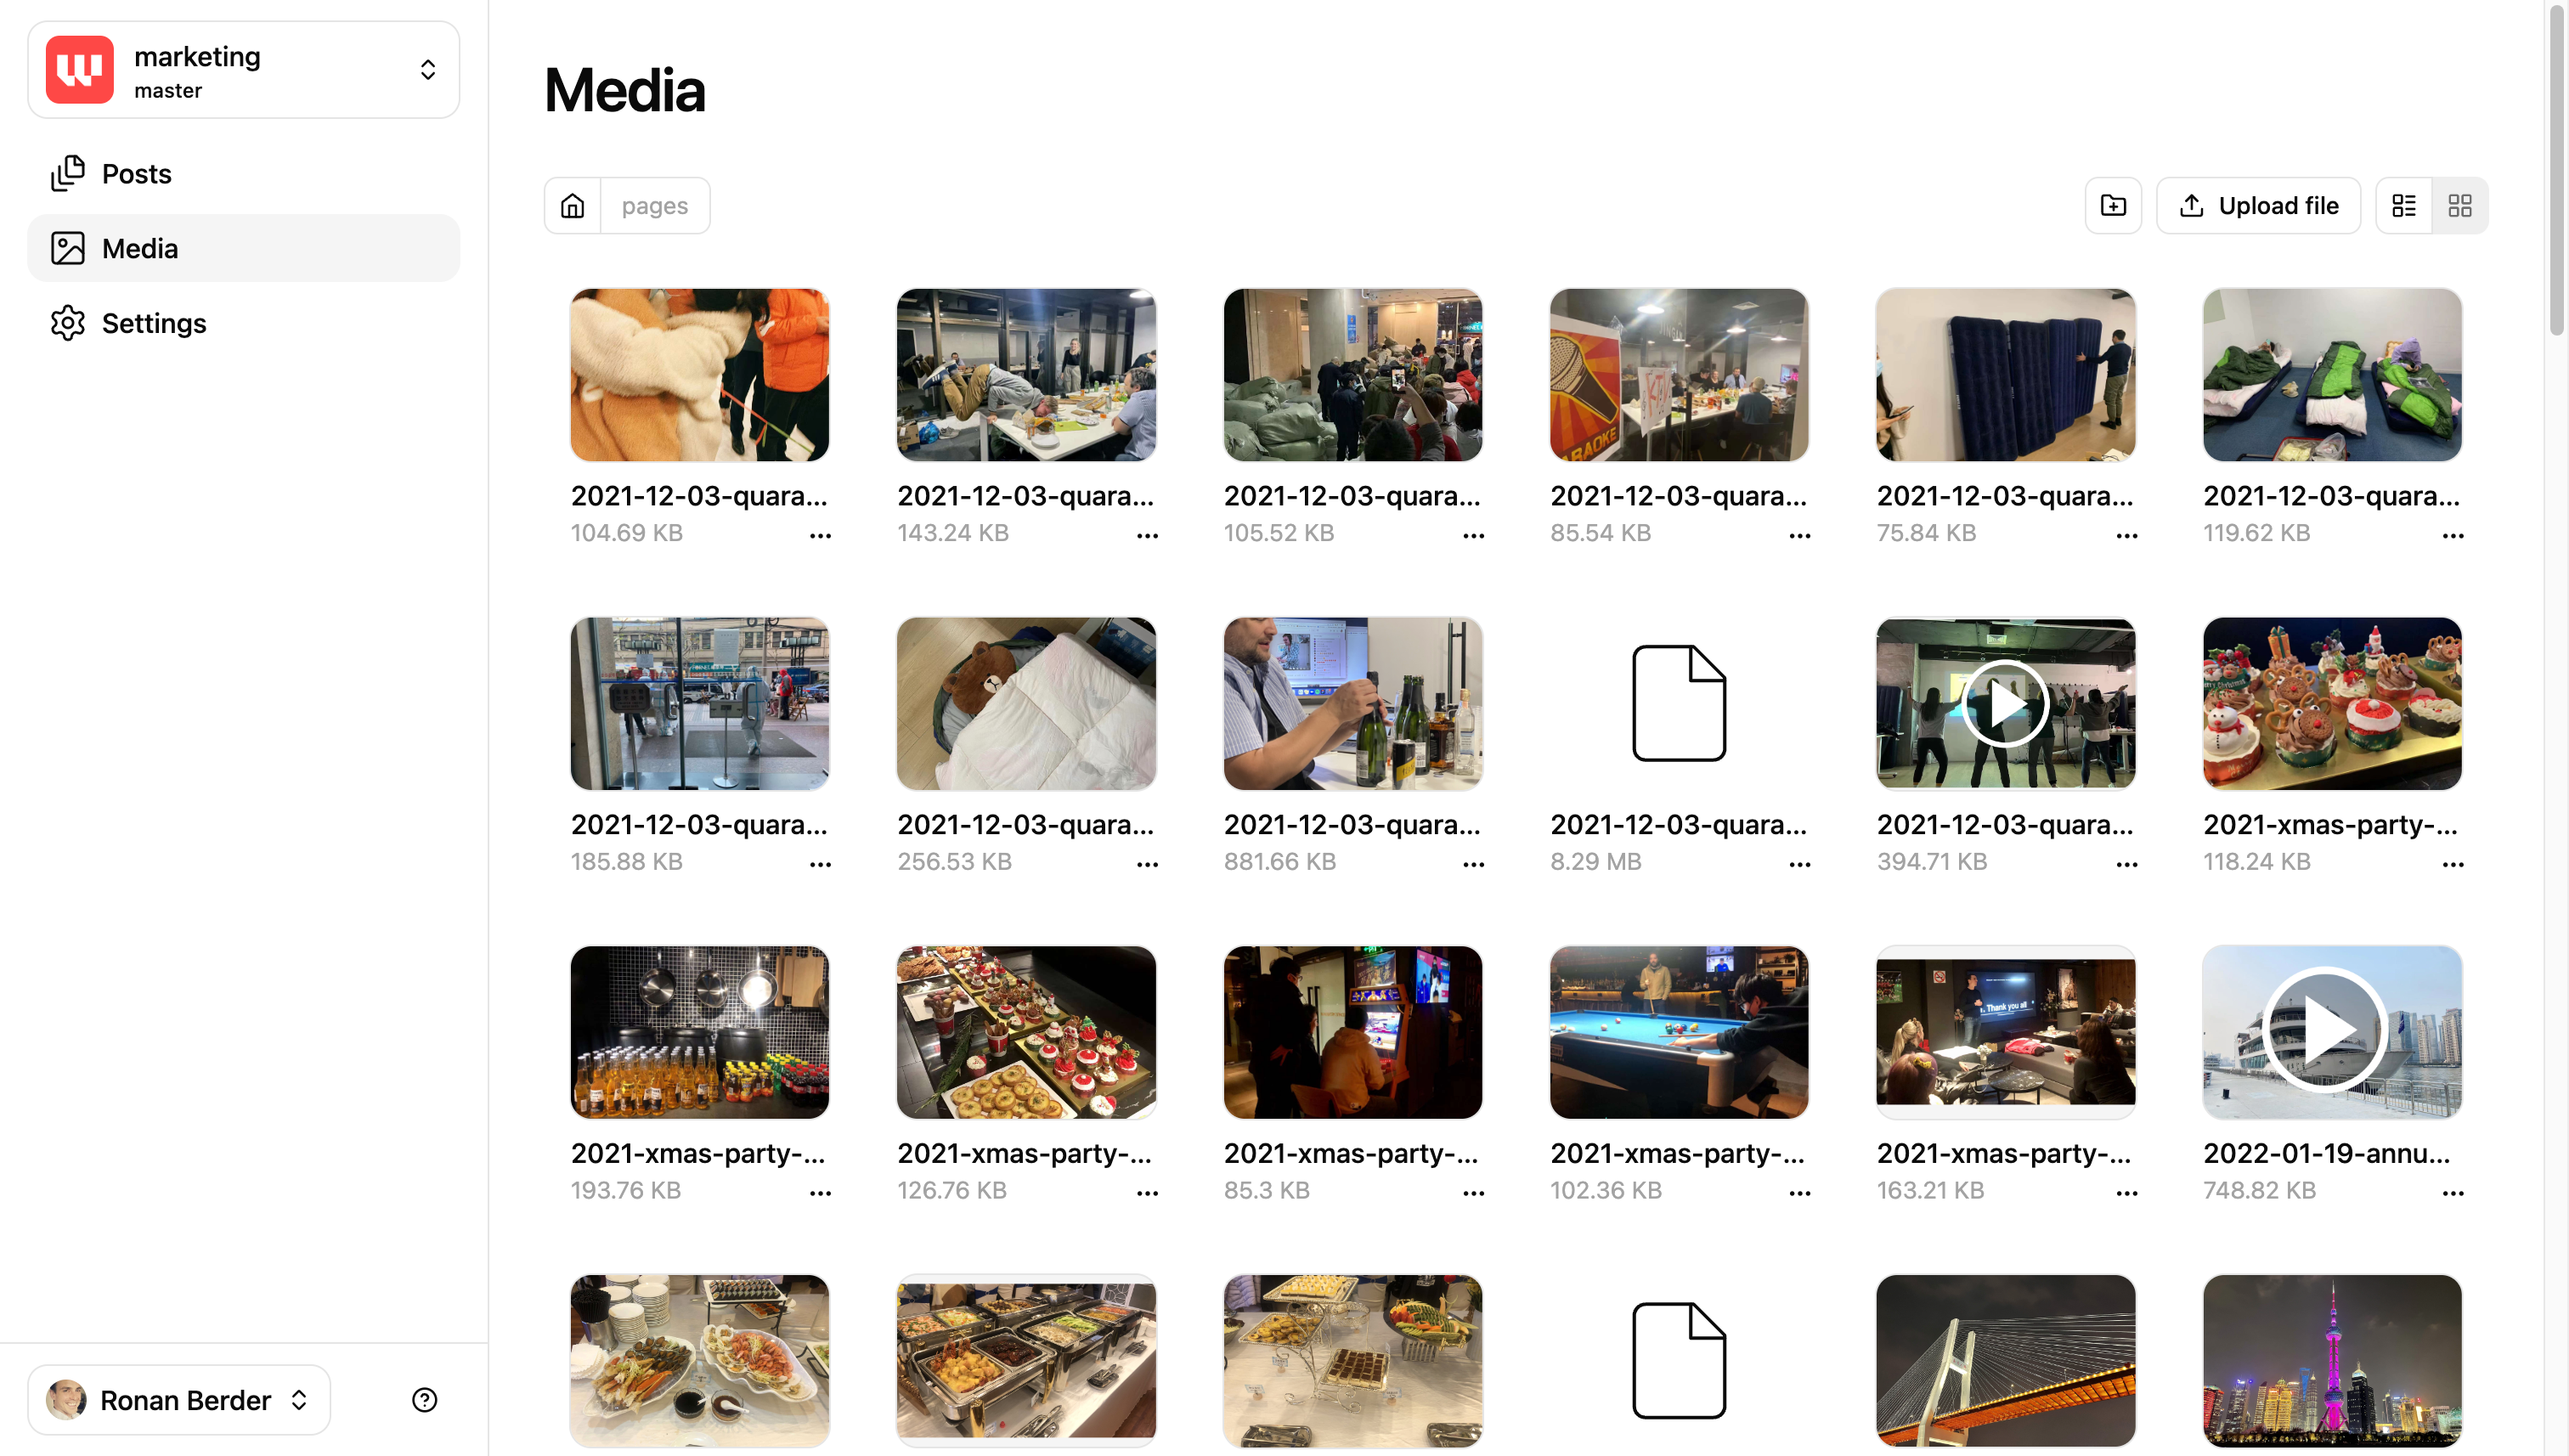 marketing
master
Posts
Media
Settings
Ronan Berder
Media
pages
Upload file
2021-12-03-quara...
104.69 KB
2021-12-03-quara...
143.24 KB
2021-12-03-quara...
105.52 KB
2021-12-03-quara...
85.54 KB
2021-12-03-quara...
75.84 KB
2021-12-03-quara...
119.62 KB
2021-12-03-quara...
185.88 KB
2021-12-03-quara...
256.53 KB
2021-12-03-quara...
881.66 KB
2021-12-03-quara...
8.29 MB
2021-12-03-quara...
394.71 KB
2021-xmas-party-...
118.24 KB
2021-xmas-party-...
193.76 KB
2021-xmas-party-...
126.76 KB
2021-xmas-party-...
85.3 KB
2021-xmas-party-...
102.36 KB
Thank you all
2021-xmas-party-...
163.21 KB
2022-01-19-annu...
748.82 KB